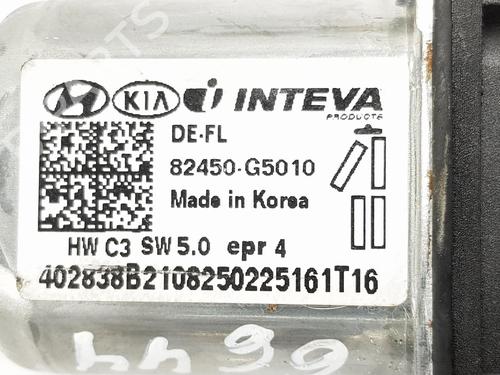 KIA INTEVA
PRODUCTS
DE-FL
82450-G5010
Made in Korea
HW C3 SW 5.0 epr 4
402838B2108250225161T16